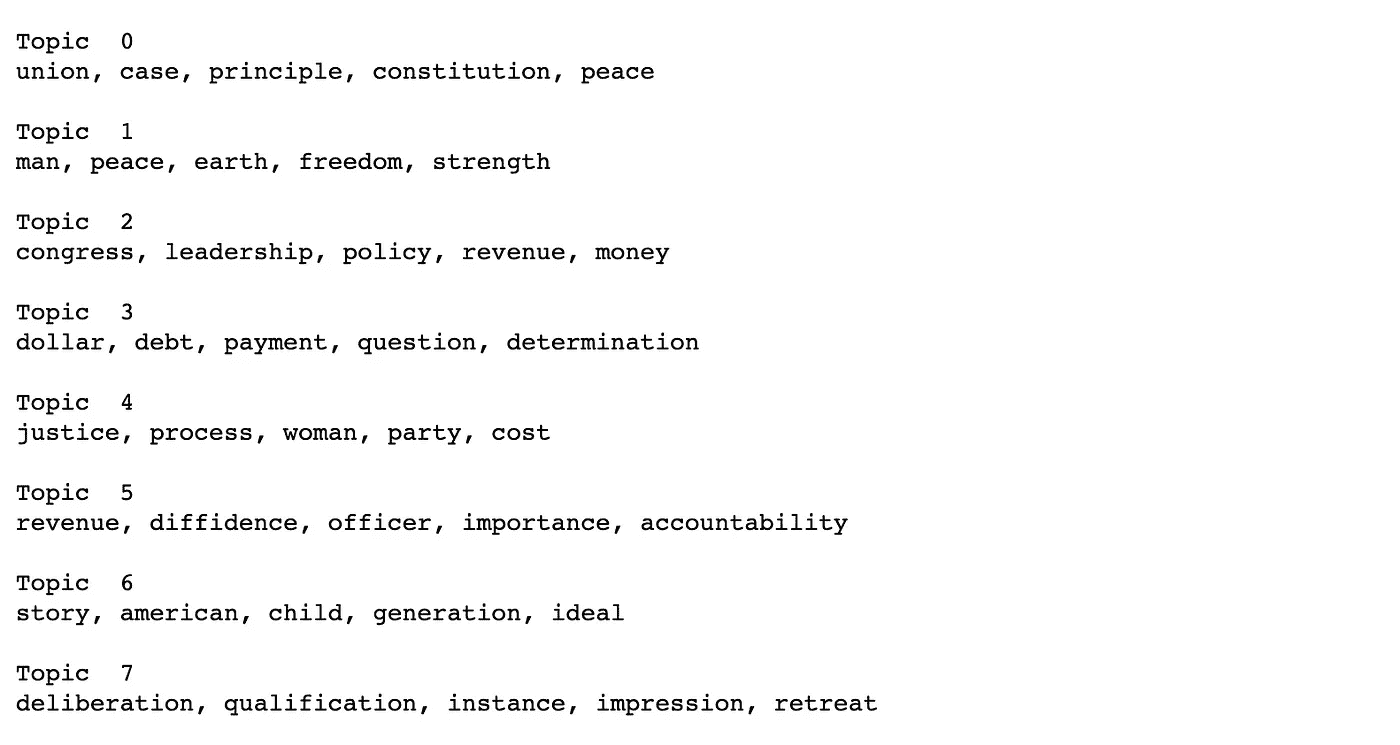 Topic  0
union, case, principle, constitution, peace
Topic  1
man, peace, earth, freedom, strength
Topic  2
congress, leadership, policy, revenue, money
Topic  3
dollar, debt, payment, question, determination
Topic  4
justice, process, woman, party, cost
Topic  5
revenue, diffidence, officer, importance, accountability
Topic  6
story, american, child, generation, ideal
Topic  7
deliberation, qualification, instance, impression, retreat